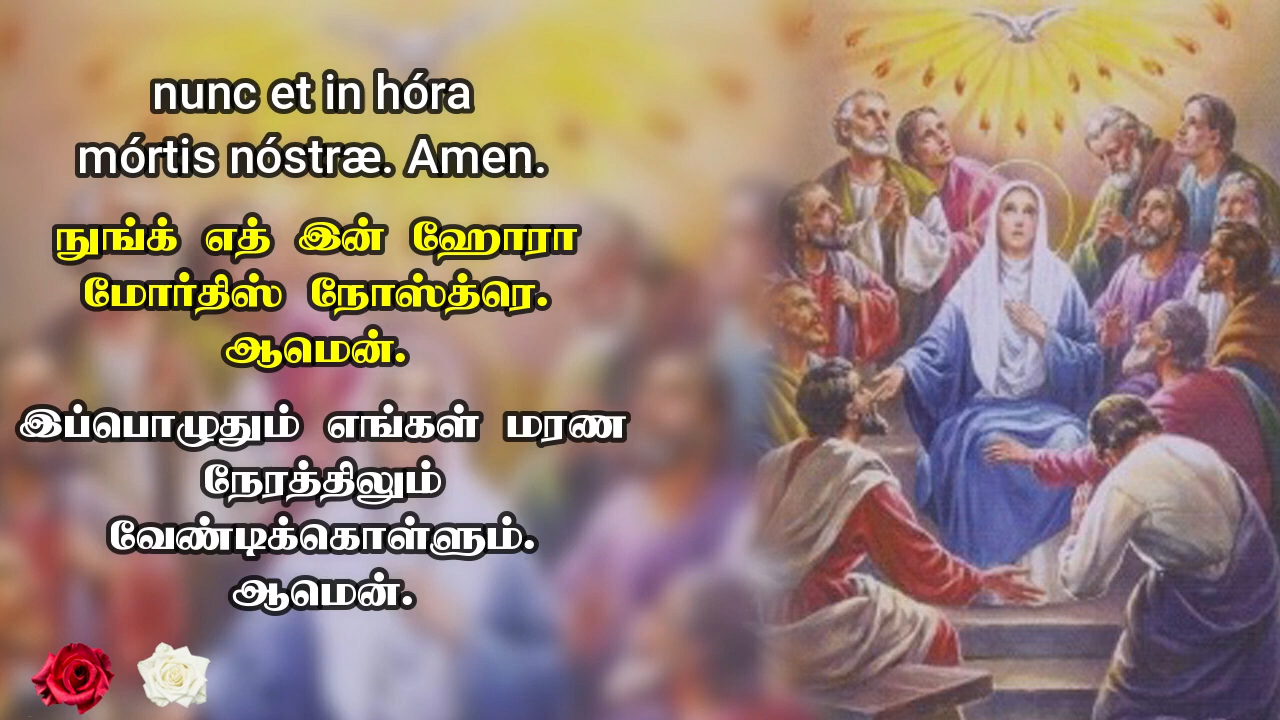 nunc et in hóra
mórtis nóstræ. Amen.
நுங்க் எத் இன் ஹோரா
மோர்திஸ் நோஸ்த்ரெ.
ஆமென்.
இப்பொழுதும் எங்கள் மரண
நேரத்திலும்
வேண்டிக்கொள்ளும்.
ஆமென்.